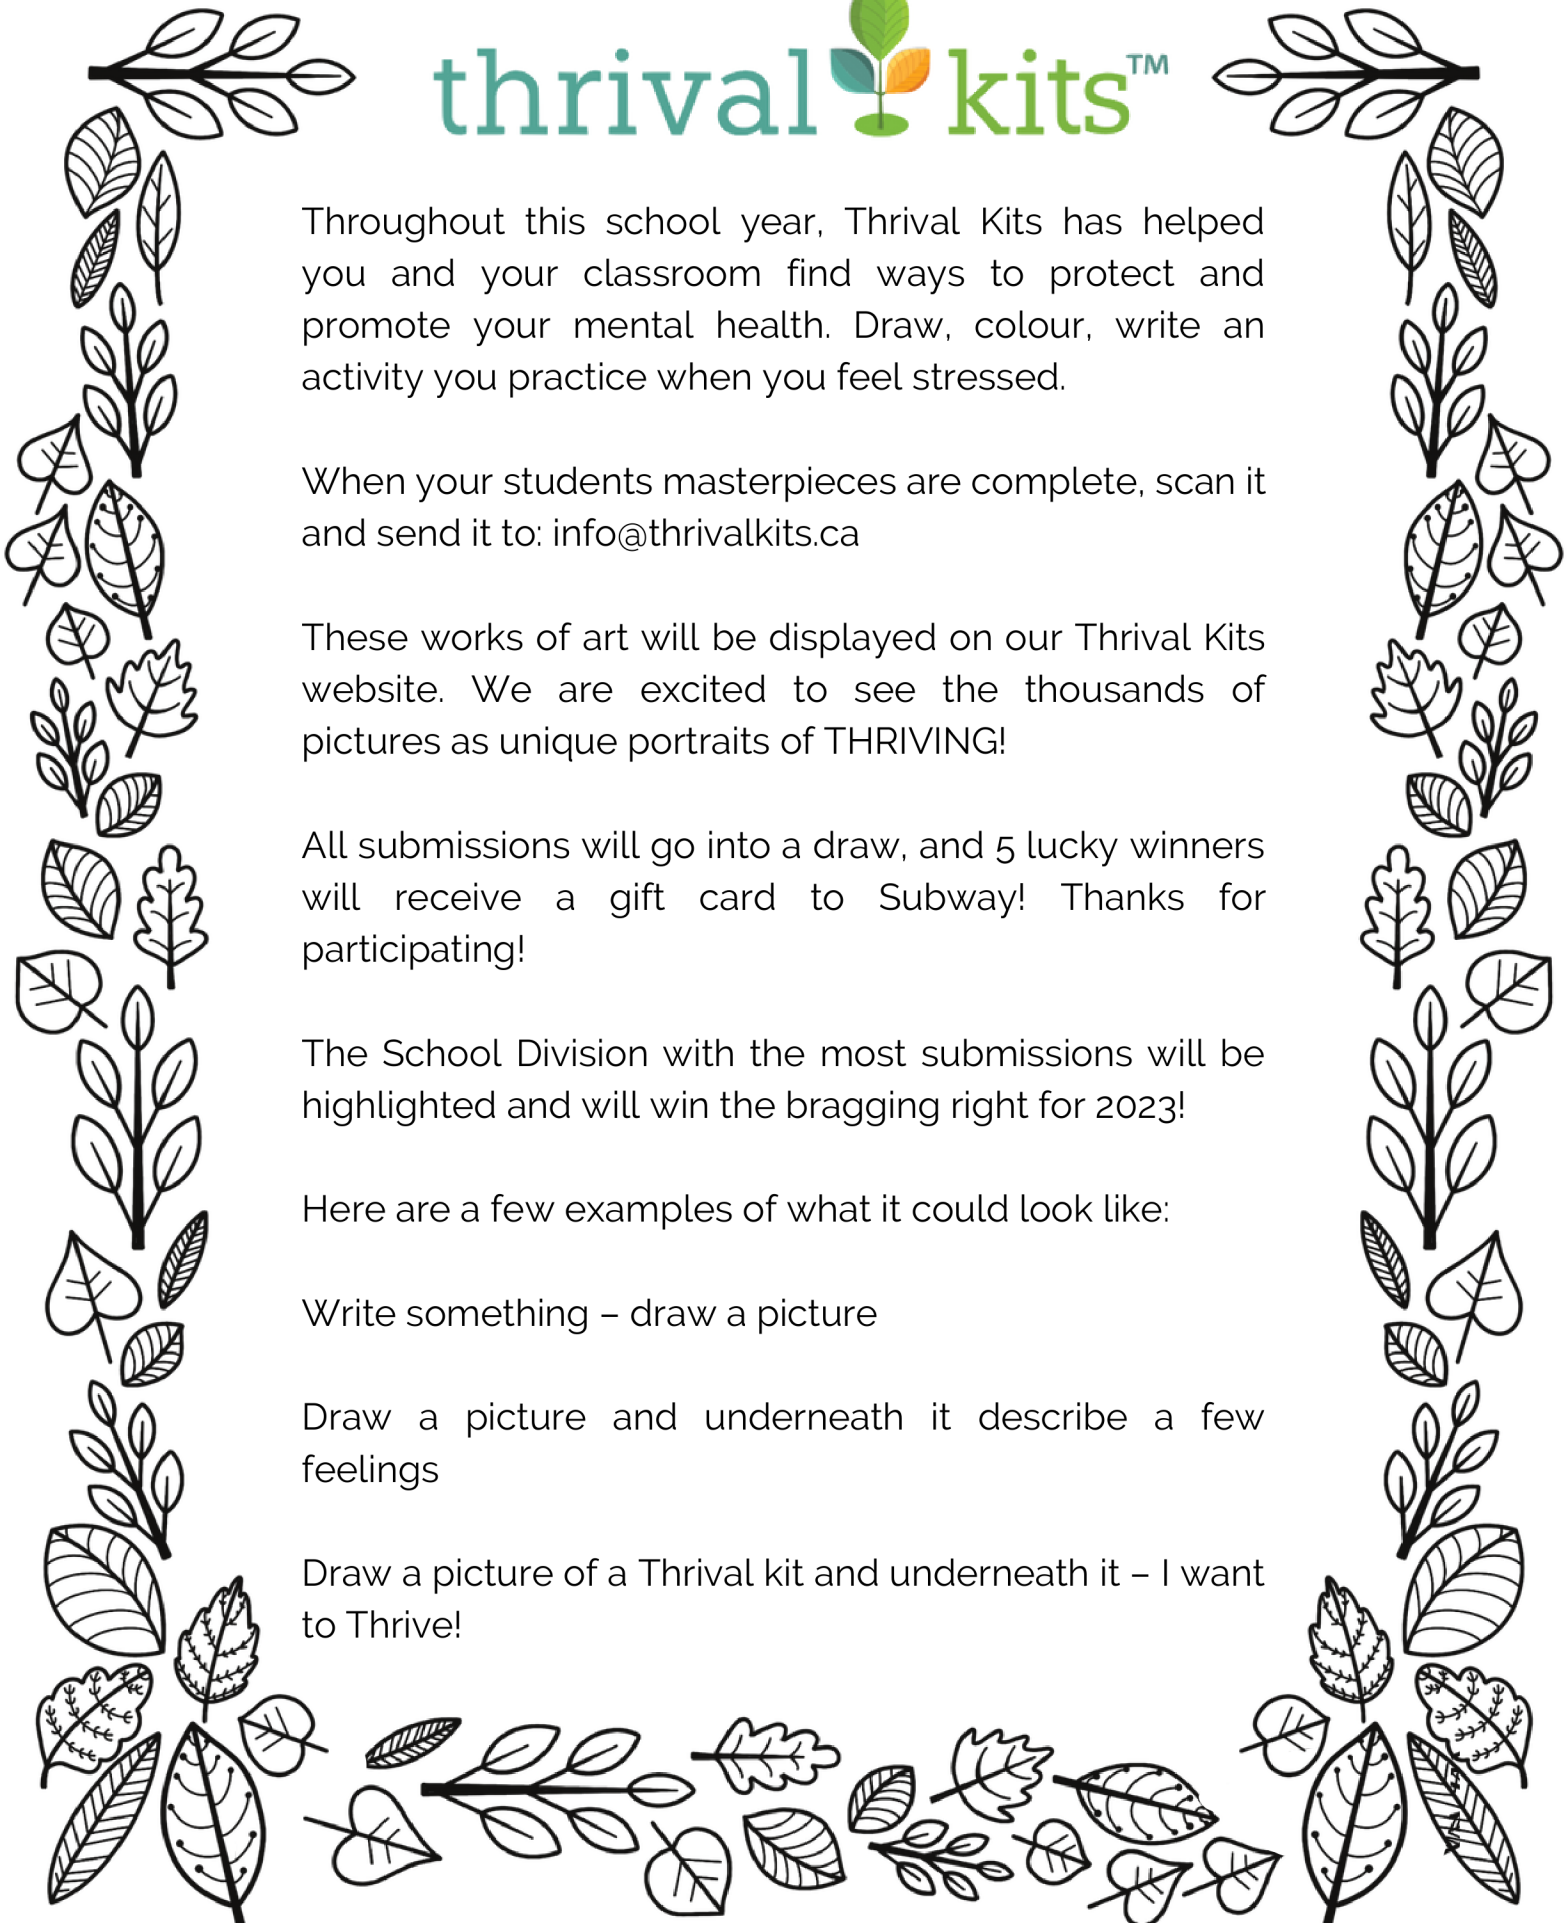 thrival kits™
Throughout this school year, Thrival Kits has helped
you and your classroom find ways to protect and
promote your mental health. Draw, colour, write an
activity you practice when you feel stressed.
When your students masterpieces are complete, scan it
and send it to: info@thrivalkits.ca
These works of art will be displayed on our Thrival Kits
website. We are excited to see the thousands of
pictures as unique portraits of THRIVING!
All submissions will go into a draw, and 5 lucky winners
will receive a gift card to Subway! Thanks for
participating!
The School Division with the most submissions will be
highlighted and will win the bragging right for 2023!
Here are a few examples of what it could look like:
Write something – draw a picture
Draw a picture and underneath it describe a few
feelings
Draw a picture of a Thrival kit and underneath it – I want
to Thrive!